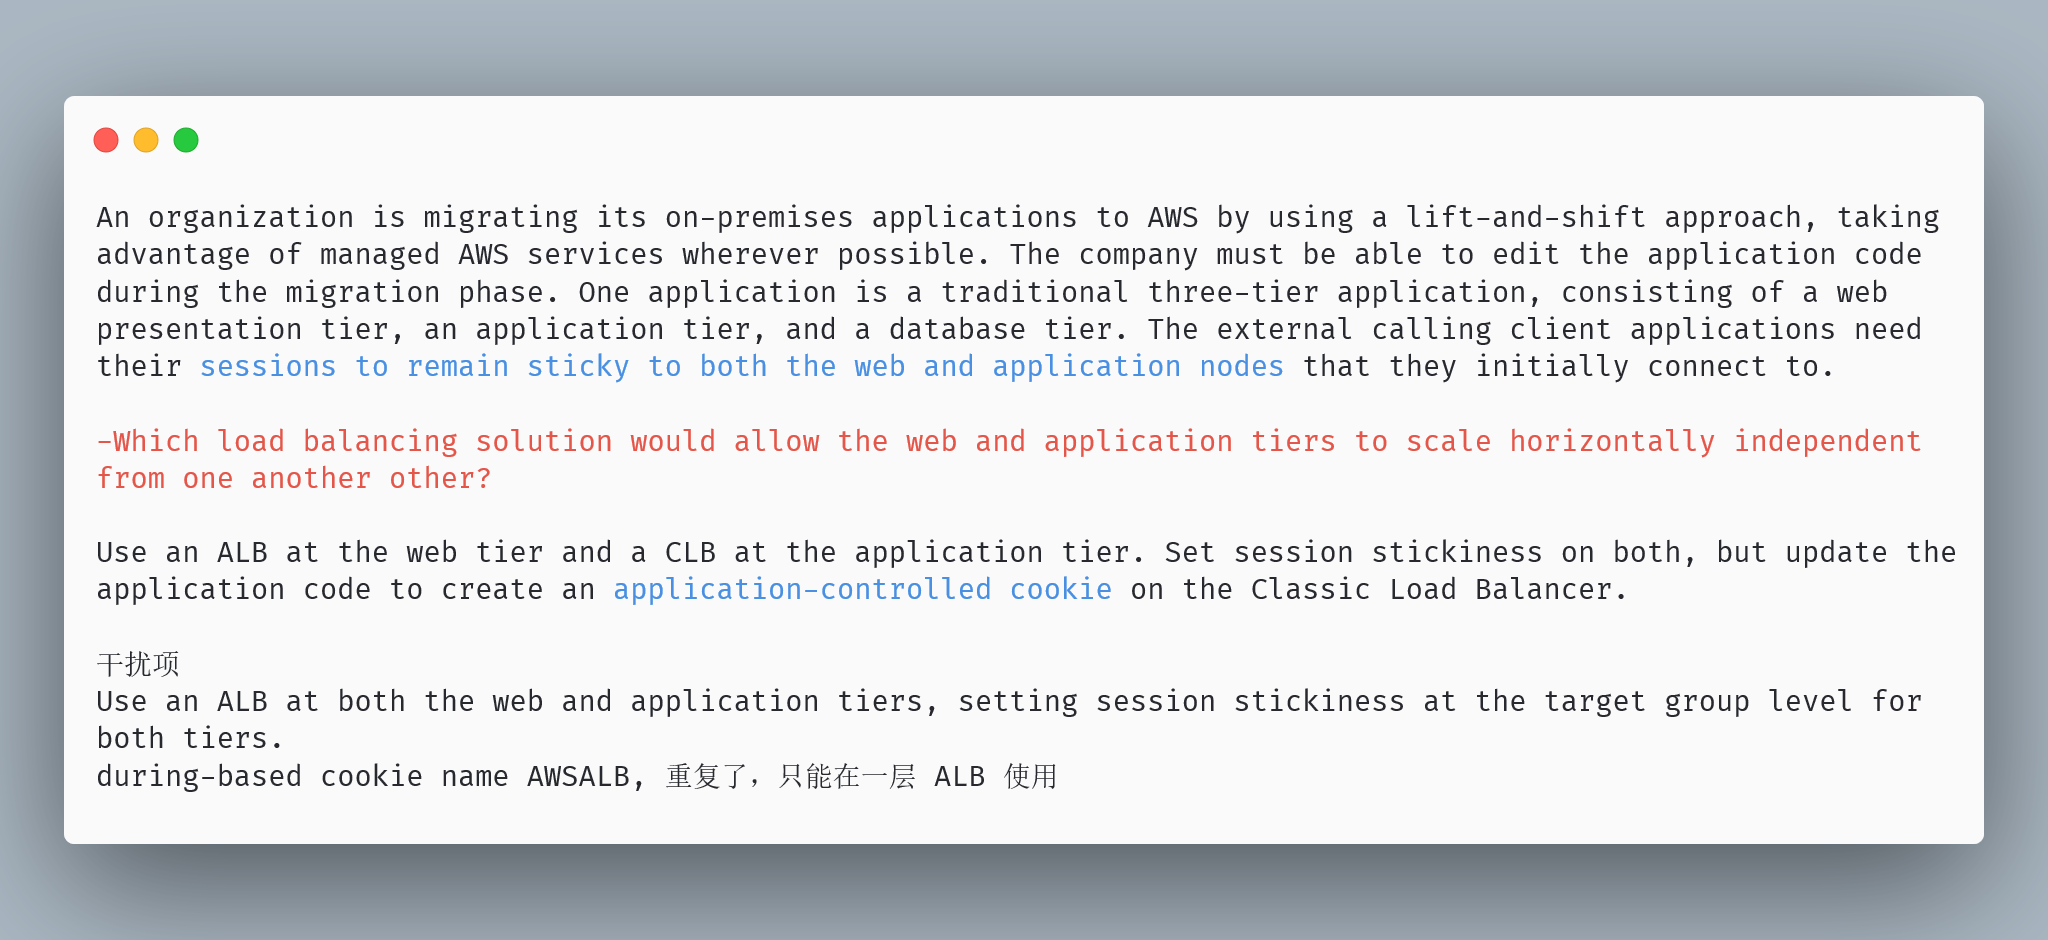 An organization is migrating its on-premises applications to AWS by using a lift-and-shift approach, taking
advantage of managed AWS services wherever possible. The company must be able to edit the application code
during the migration phase. One application is a traditional three-tier application, consisting of a web
presentation tier, an application tier, and a database tier. The external calling client applications need
their sessions to remain sticky to both the web and application nodes that they initially connect to.
-Which load balancing solution would allow the web and application tiers to scale horizontally independent
from one another other?
Use an ALB at the web tier and a CLB at the application tier. Set session stickiness on both, but update the
application code to create an application-controlled cookie on the Classic Load Balancer.
干扰项
Use an ALB at both the web and application tiers, setting session stickiness at the target group level for
both tiers.
during-based cookie name AWSALB, 重复了，只能在一层 ALB 使用